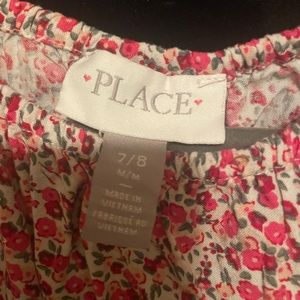 PLACE
7/8
M/M
MADE IN
VIETNAM
FABRIQUÉ AU
VIETNAM